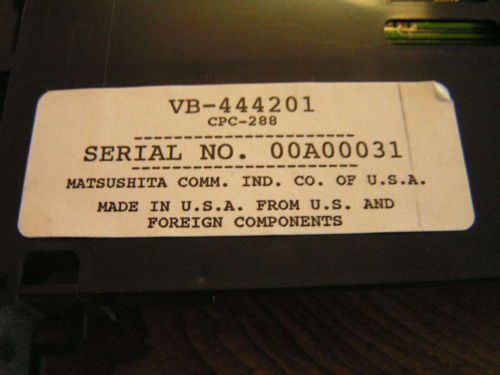 VB-444201
CPC-288
----------------------
SERIAL NO. 00A00031
----------------------
MATSUSHITA COMM. IND. CO. OF U.S.A.
MADE IN U.S.A. FROM U.S. AND
FOREIGN COMPONENTS